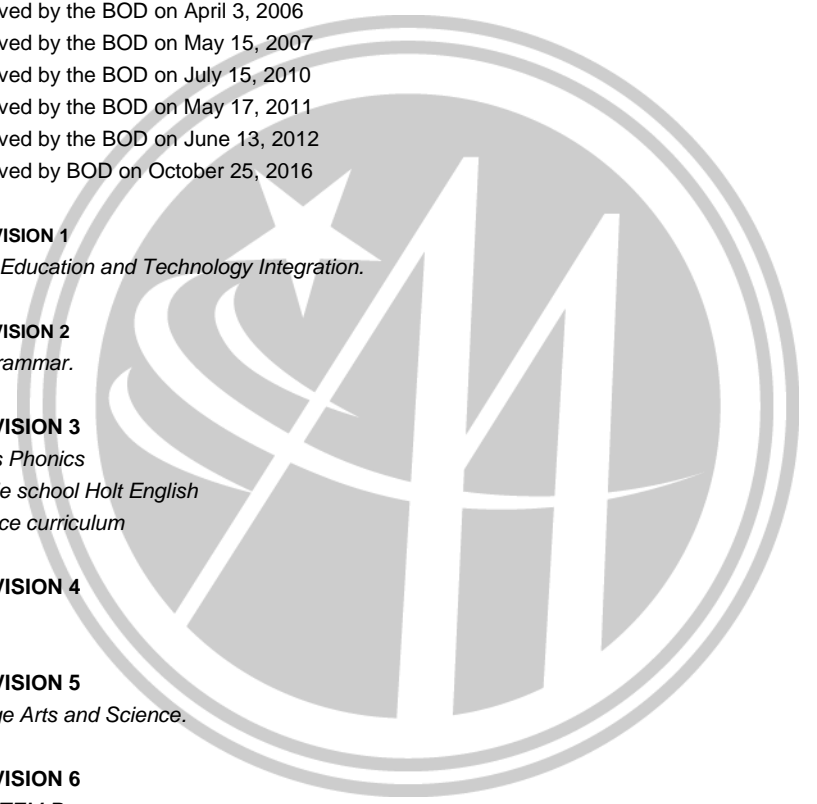 ved by the BOD on April 3, 2006
ved by the BOD on May 15, 2007
ved by the BOD on July 15, 2010
ved by the BOD on May 17, 2011
ved by the BOD on June 13, 2012
ved by BOD on October 25, 2016
VISION 1
Education and Technology Integration.
VISION 2
rammar.
VISION 3
s Phonics
e school Holt English
ce curriculum
VISION 4
VISION 5
ge Arts and Science.
VISION 6